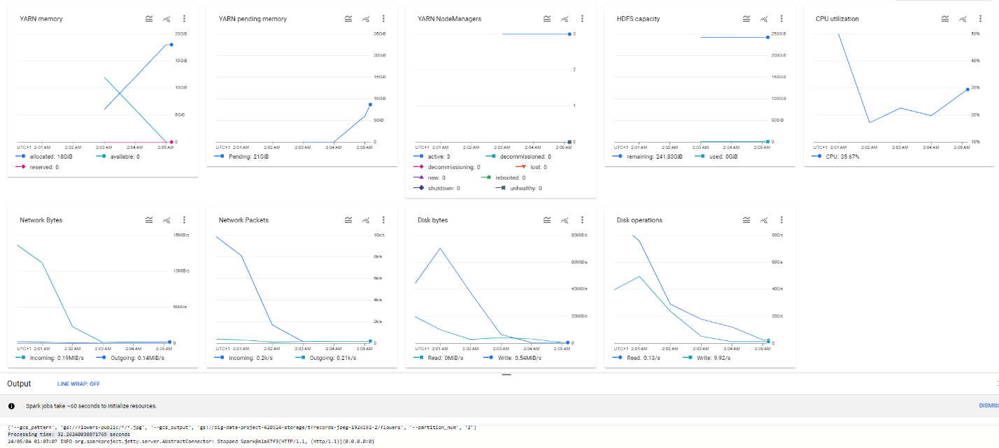 YARN memory
20GiB
15GiB
10GiB
5GiB
0
UTC+1 2:01 AM 2:02 AM 2:03 AM 2:04 AM 2:05 AM
allocated: 18GiB available: 0
reserved: 0
YARN pending memory
25GiB
20GiB
15GiB
10GiB
5GiB
0
UTC+1 2:01 AM 2:02 AM 2:03 AM 2:04 AM 2:05 AM
Pending: 21GiB
YARN NodeManagers
3
2
1
0
UTC+1 2:01 AM 2:02 AM 2:03 AM 2:04 AM 2:05 AM
active: 3 decommissioned: 0
decommissioning: 0 lost: 0
new: 0 rebooted: 0
shutdown: 0 unhealthy: 0
HDFS capacity
250GiB
200GiB
150GiB
100GiB
50GiB
0
UTC+1 2:01 AM 2:02 AM 2:03 AM 2:04 AM 2:05 AM
remaining: 241.83GiB used: 0GiB
CPU utilization
50%
40%
30%
20%
10%
UTC+1 2:01 AM 2:02 AM 2:03 AM 2:04 AM 2:05 AM
CPU: 35.67%
Network Bytes
15MiB/s
10MiB/s
5MiB/s
0
UTC+1 2:01 AM 2:02 AM 2:03 AM 2:04 AM 2:05 AM
Incoming: 0.19MiB/s Outgoing: 0.14MiB/s
Network Packets
10k/s
8k/s
6k/s
4k/s
2k/s
0
UTC+1 2:01 AM 2:02 AM 2:03 AM 2:04 AM 2:05 AM
Incoming: 0.2k/s Outgoing: 0.21k/s
Disk bytes
80MiB/s
60MiB/s
40MiB/s
20MiB/s
0
UTC+1 2:01 AM 2:02 AM 2:03 AM 2:04 AM 2:05 AM
Read: 0MiB/s Write: 0.54MiB/s
Disk operations
800/s
600/s
400/s
200/s
0
UTC+1 2:01 AM 2:02 AM 2:03 AM 2:04 AM 2:05 AM
Read: 0.13/s Write: 9.92/s
Output LINE WRAP: OFF
Spark jobs take ~60 seconds to initialize resources. DISMISS
['--gcs_pattern', 'gs://flowers-public/*/*.jpg', '--gcs_output', 'gs://big-data-project-420514-storage/tfrecords-jpeg-192x192-2/flowers', '--partition_num', '2']
Processing time: 32.26240038871765 seconds
24/05/04 01:03:07 INFO org.sparkproject.jetty.server.AbstractConnector: Stopped Spark@a1a67f3{HTTP/1.1, (http/1.1)}{0.0.0.0:0}